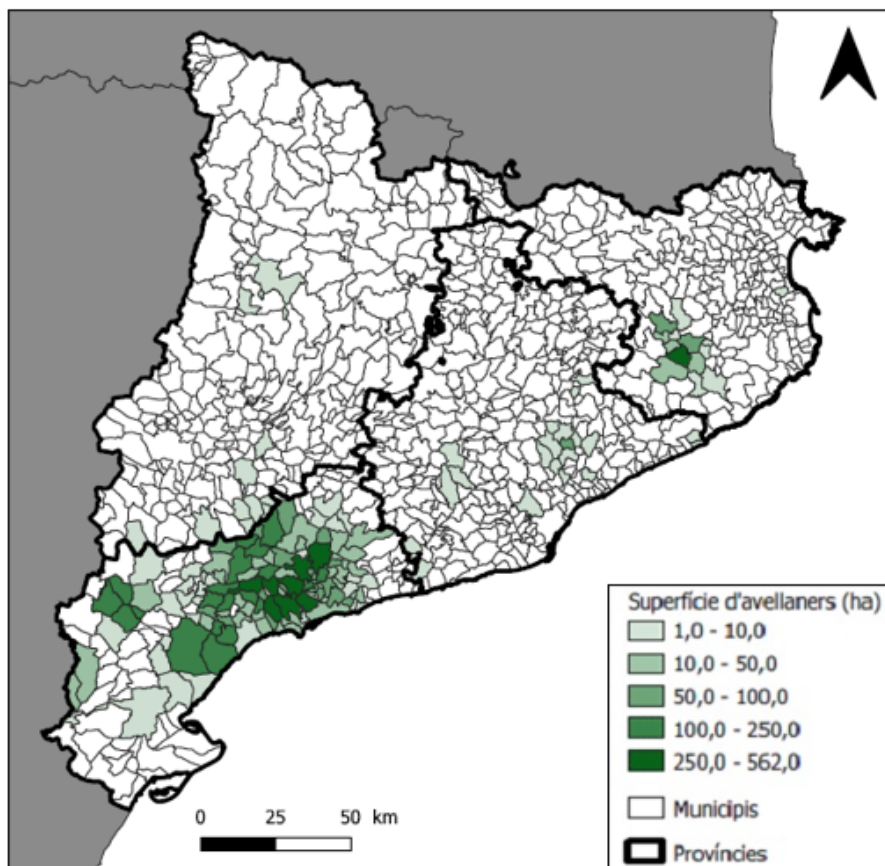 0 25 50 km
Superfície d'avellaners (ha)
1,0 - 10,0
10,0 - 50,0
50,0 - 100,0
100,0 - 250,0
250,0 - 562,0
Municipis
Províncies